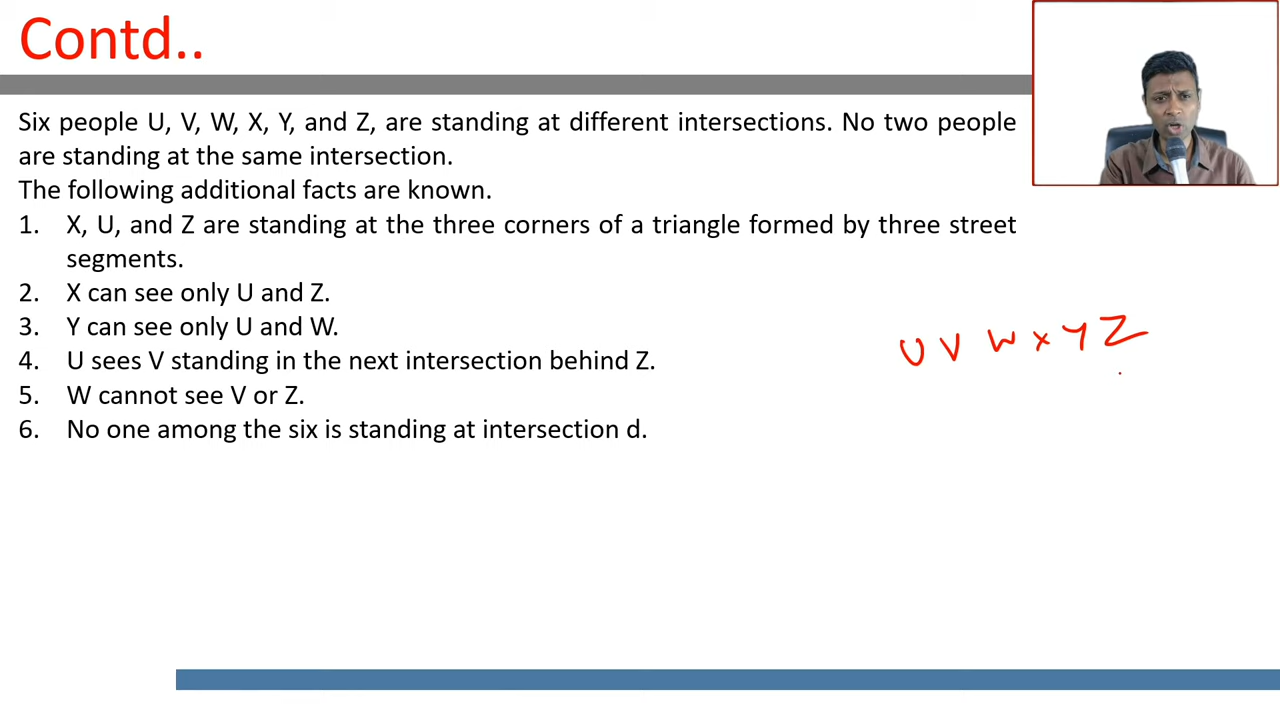 Contd..
Six people U, V, W, X, Y, and Z, are standing at different intersections. No two people
are standing at the same intersection.
The following additional facts are known.
1. X, U, and Z are standing at the three corners of a triangle formed by three street
segments.
2. X can see only U and Z.
3. Y can see only U and W.
4. U sees V standing in the next intersection behind Z.
5. W cannot see V or Z.
6. No one among the six is standing at intersection d.
U V W X Y Z